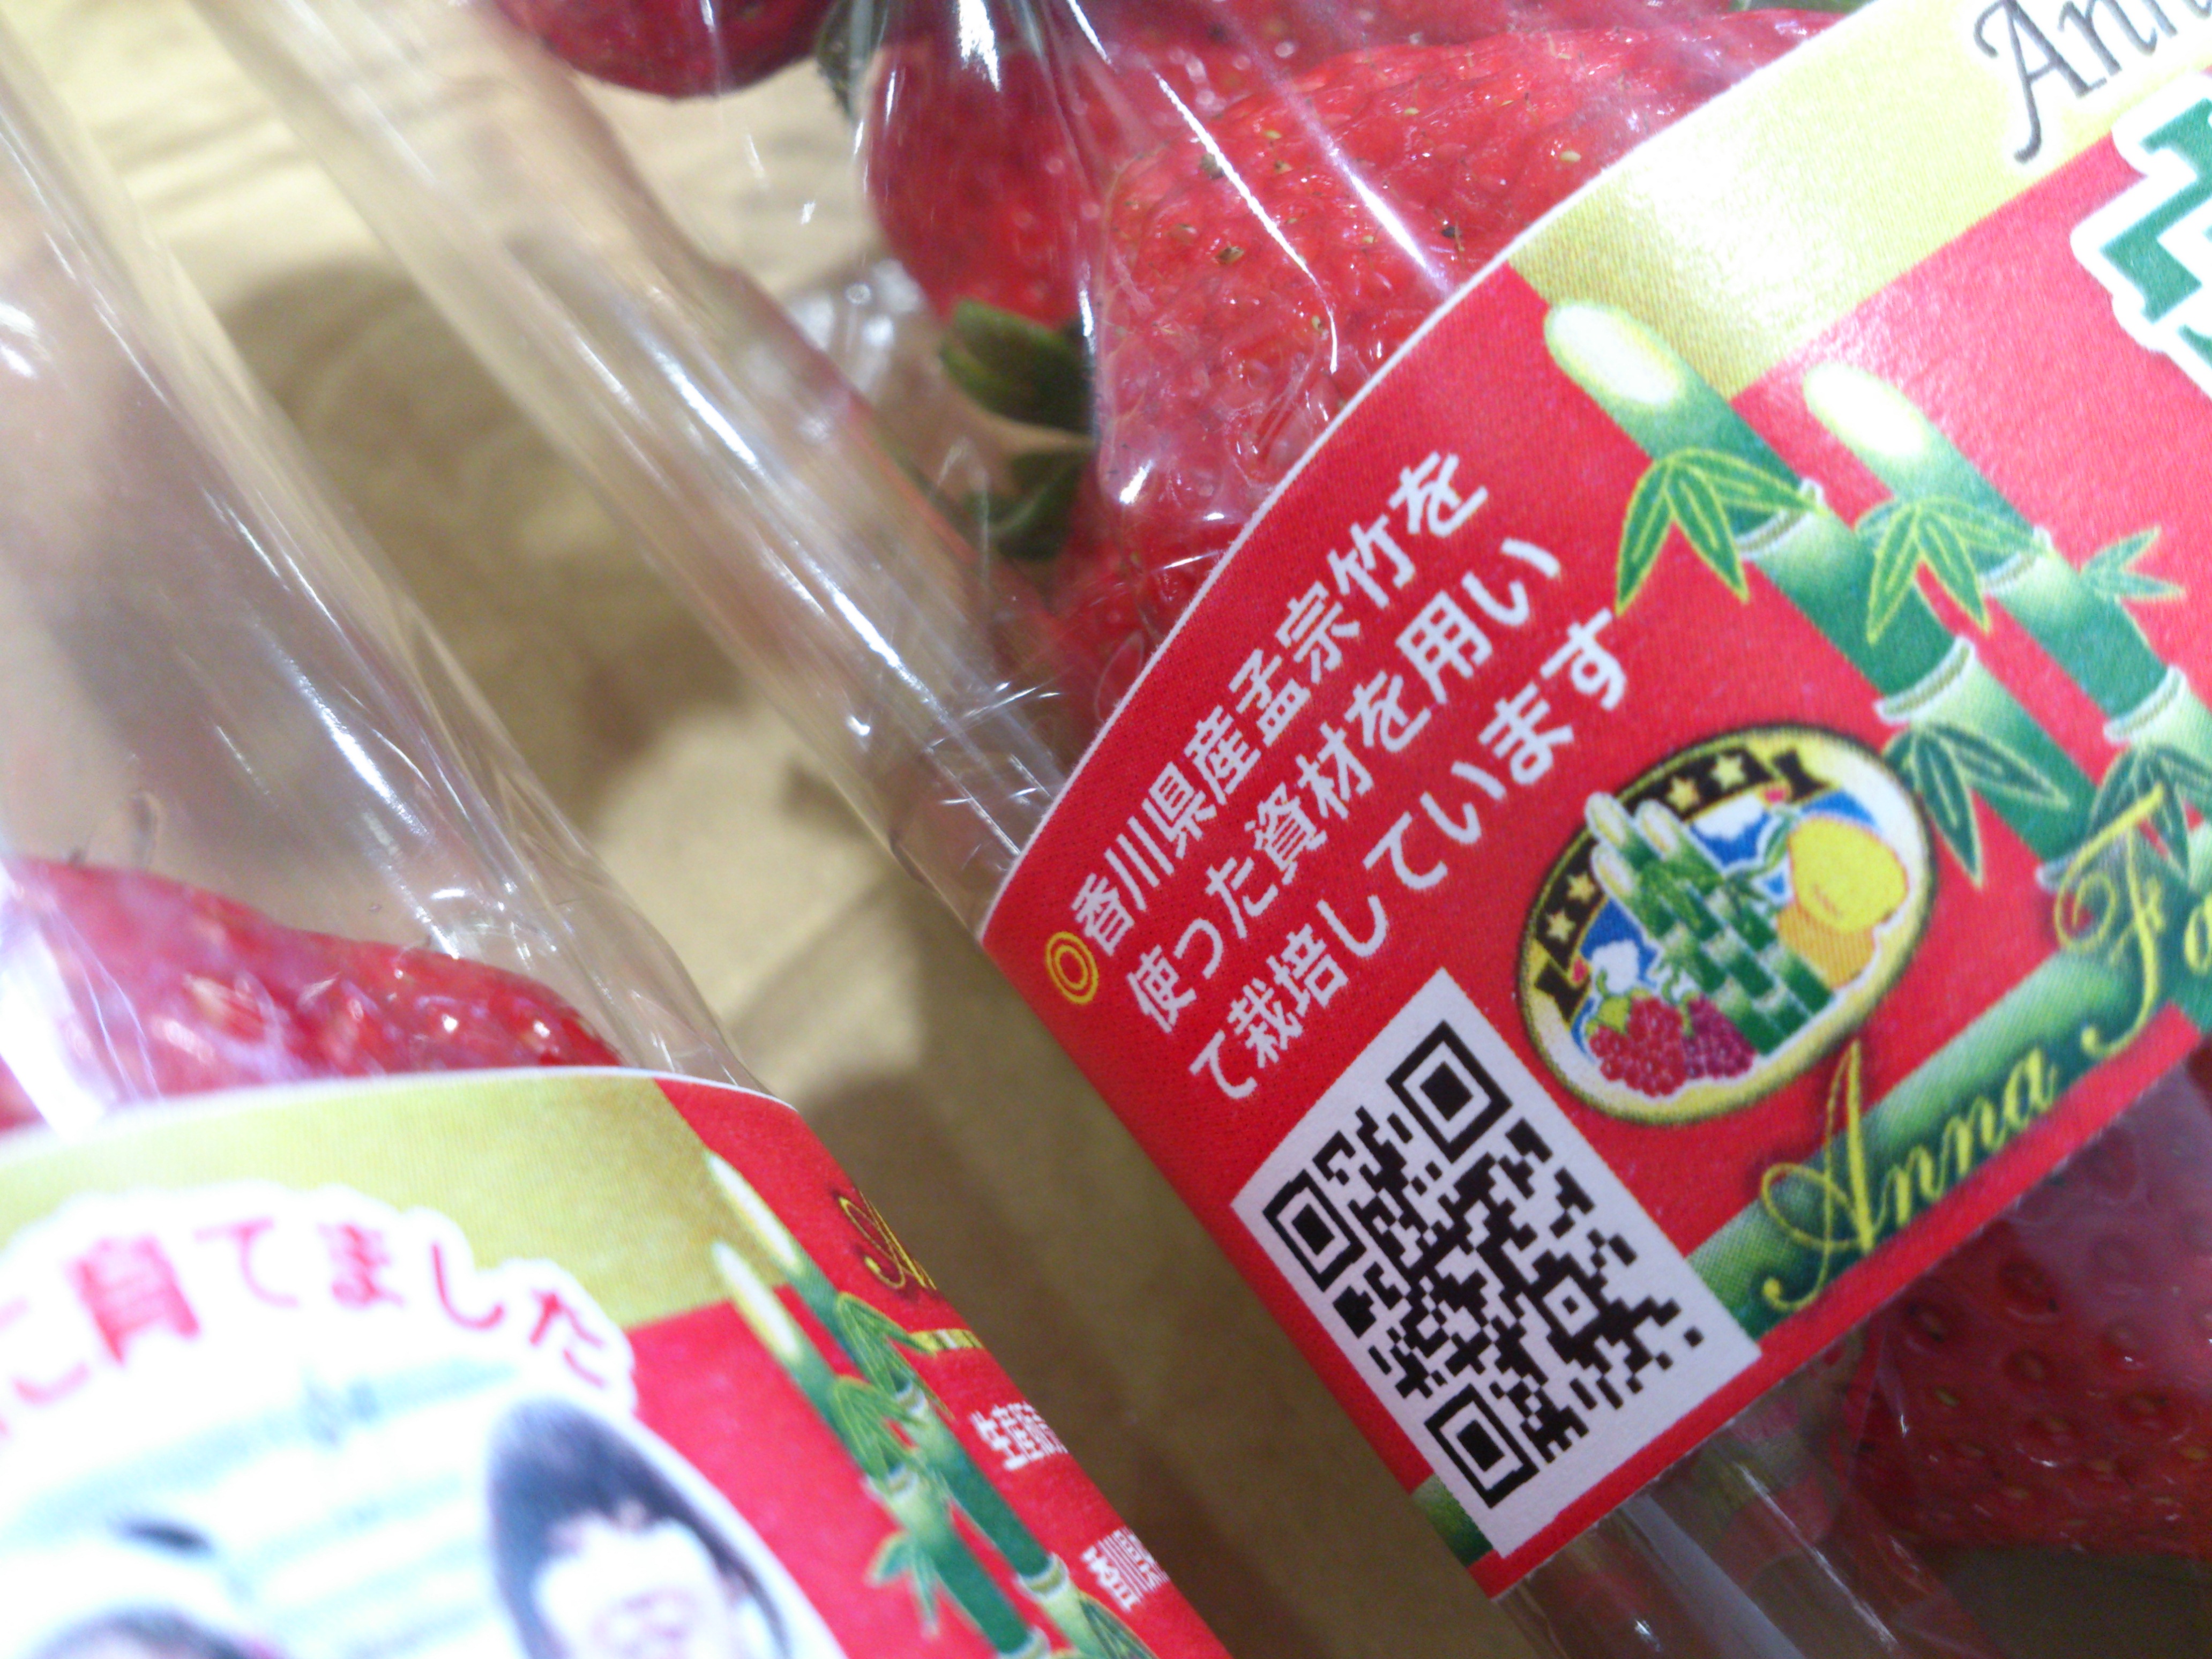 ◎香川県産孟宗竹を
使った資材を用い
て栽培しています
Anna
に育てました